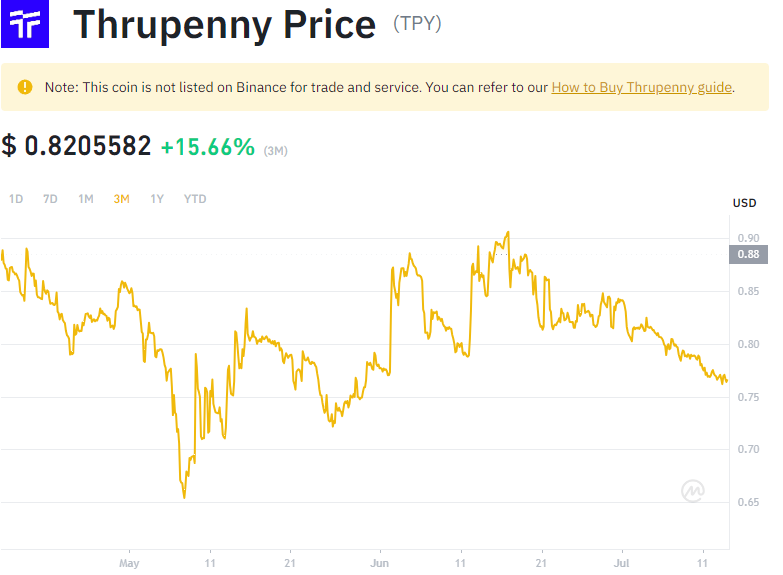 Thrupenny Price (TPY)
Note: This coin is not listed on Binance for trade and service. You can refer to our How to Buy Thrupenny guide.
$ 0.8205582 +15.66% (3M)
1D 7D 1M 3M 1Y YTD
USD
0.90
0.88
0.85
0.80
0.75
0.70
0.65
May 11 21 Jun 11 21 Jul 11